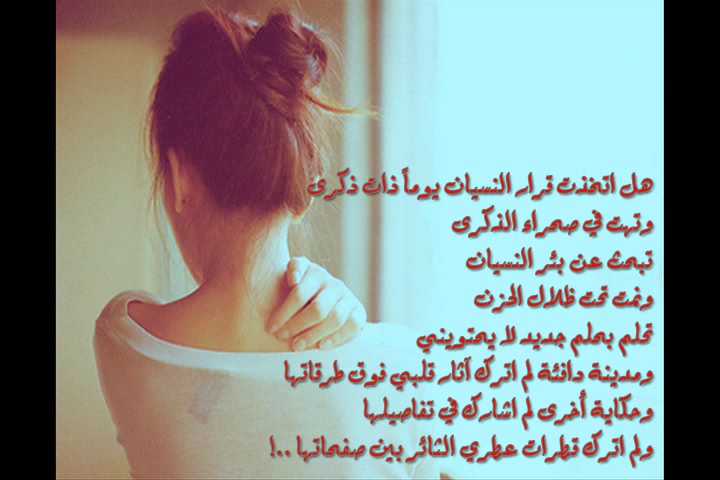 هل اتخذت قرار النسيان يوماً ذات ذكرى
وتهت في صحراء الذكرى
تبحث عن بئر النسيان
ونمت تحت ظلال الحزن
تحلم بحلم جديد لا يحتويني
ومدينة دافئة لم اترك آثار قلبي فوق طرقاتها
وحكاية أخرى لم اشارك في تفاصيلها
ولم اترك قطرات عطري الثائر بين صفحاتها ..!